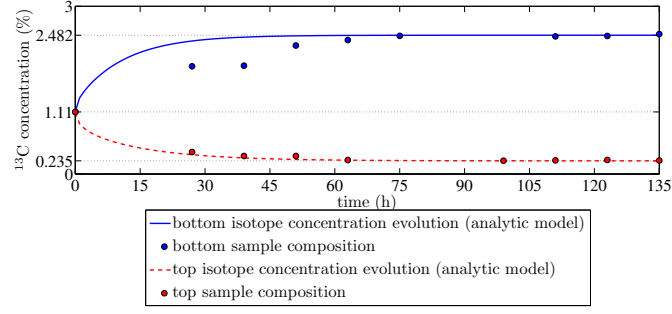 3
2.482
1.11
0.235
0
¹³C concentration (%)
0 15 30 45 60 75 90 105 120 135
time (h)
bottom isotope concentration evolution (analytic model)
bottom sample composition
top isotope concentration evolution (analytic model)
top sample composition